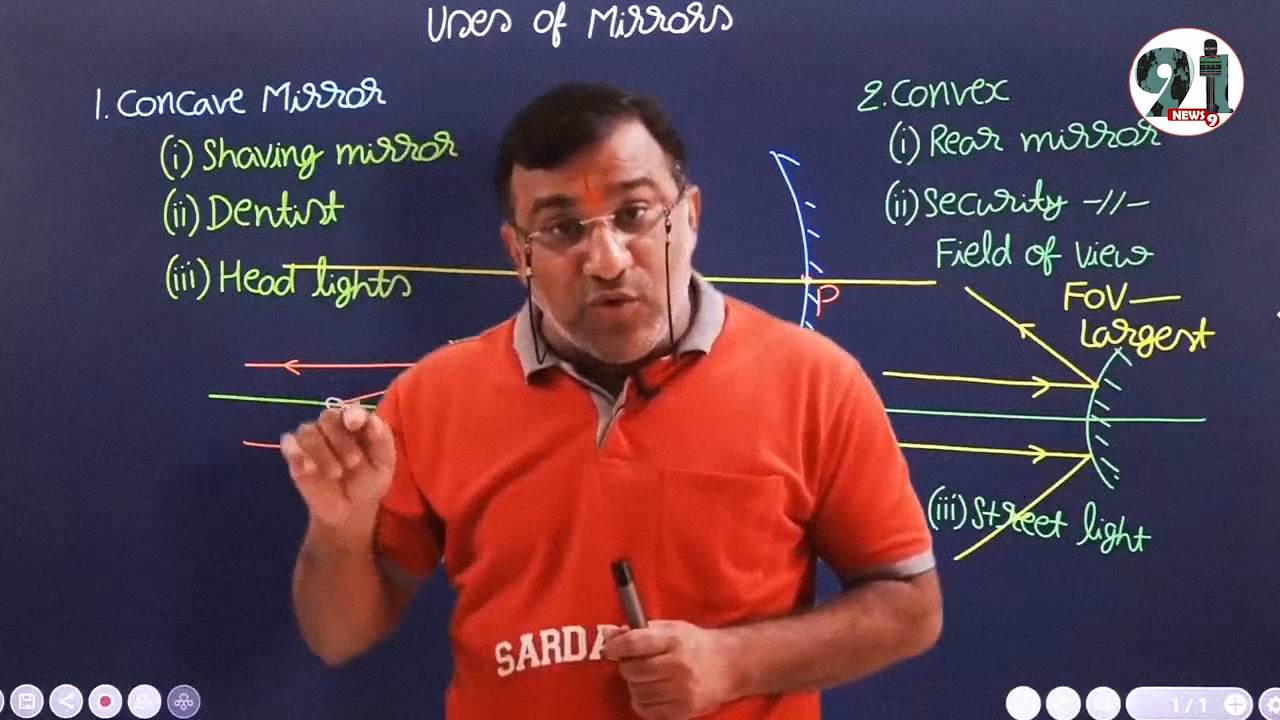 Uses of Mirrors
1. Concave Mirror
(i) Shaving mirror
(ii) Dentist
(iii) Head lights
P
2. Convex
(i) Rear mirror
(ii) Security -//-
Field of view
FoV —
Largest
(iii) Street light
91
NEWS 9
1/1